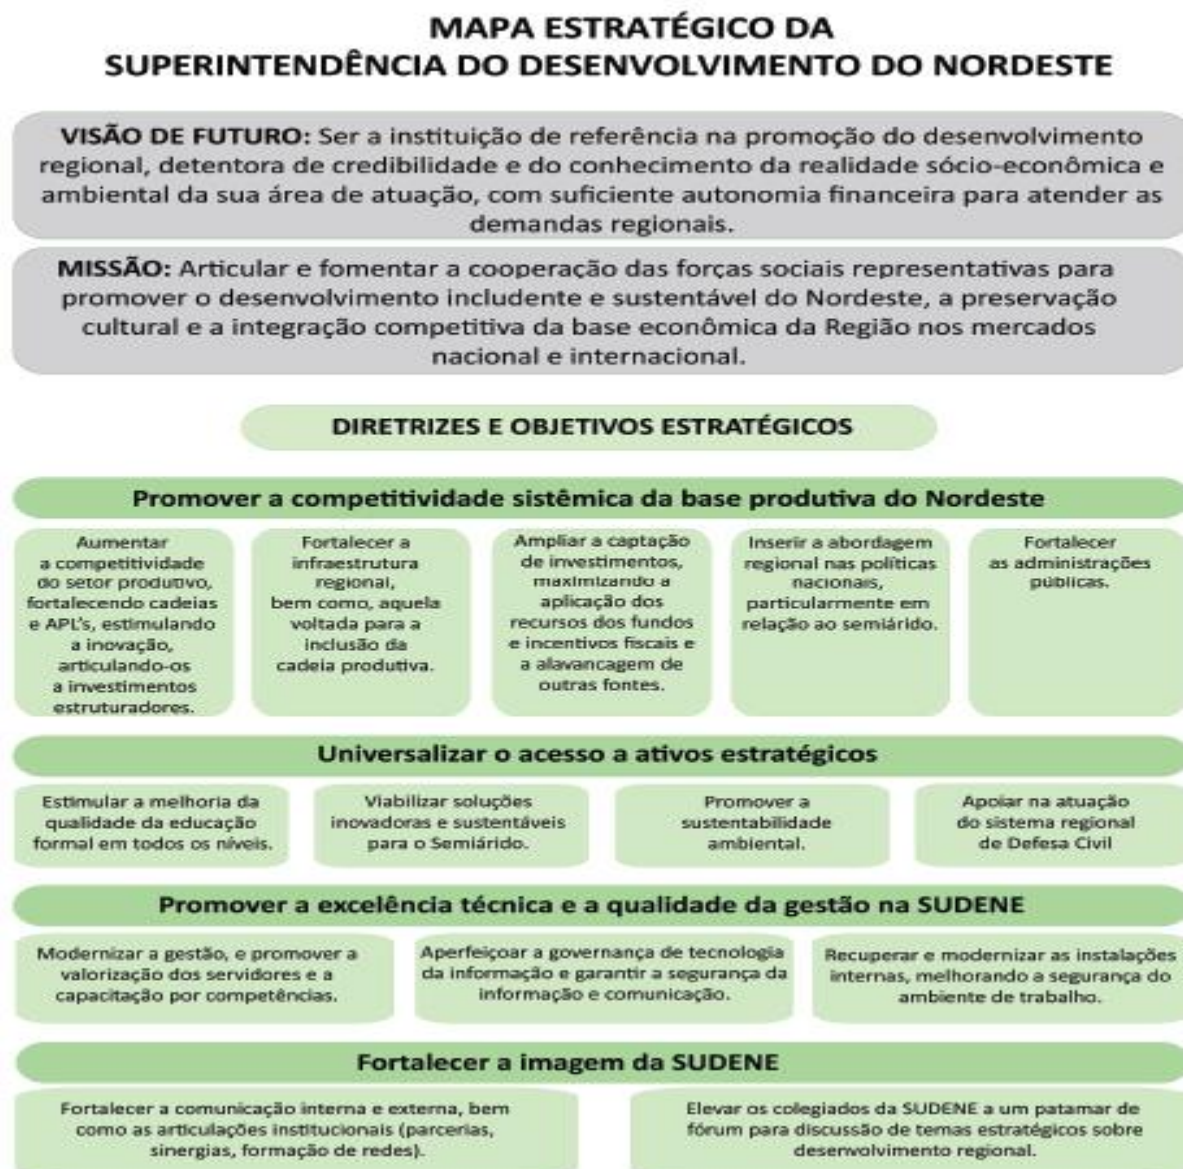 MAPA ESTRATÉGICO DA
SUPERINTENDÊNCIA DO DESENVOLVIMENTO DO NORDESTE
VISÃO DE FUTURO: Ser a instituição de referência na promoção do desenvolvimento
regional, detentora de credibilidade e do conhecimento da realidade sócio-econômica e
ambiental da sua área de atuação, com suficiente autonomia financeira para atender as
demandas regionais.
MISSÃO: Articular e fomentar a cooperação das forças sociais representativas para
promover o desenvolvimento includente e sustentável do Nordeste, a preservação
cultural e a integração competitiva da base econômica da Região nos mercados
nacional e internacional.
DIRETRIZES E OBJETIVOS ESTRATÉGICOS
Promover a competitividade sistêmica da base produtiva do Nordeste
Aumentar
a competitividade
do setor produtivo,
fortalecendo cadeias
e APL's, estimulando
a inovação,
articulando-os
a investimentos
estruturadores.
Fortalecer a
infraestrutura
regional,
bem como, aquela
voltada para a
inclusão da
cadeia produtiva.
Ampliar a captação
de investimentos,
maximizando a
aplicação dos
recursos dos fundos
e incentivos fiscais e
a alavancagem de
outras fontes.
Inserir a abordagem
regional nas políticas
nacionais,
particularmente em
relação ao semiárido.
Fortalecer
as administrações
públicas.
Universalizar o acesso a ativos estratégicos
Estimular a melhoria da
qualidade da educação
formal em todos os níveis.
Viabilizar soluções
inovadoras e sustentáveis
para o Semiárido.
Promover a
sustentabilidade
ambiental.
Apoiar na atuação
do sistema regional
de Defesa Civil
Promover a excelência técnica e a qualidade da gestão na SUDENE
Modernizar a gestão, e promover a
valorização dos servidores e a
capacitação por competências.
Aperfeiçoar a governança de tecnologia
da informação e garantir a segurança da
informação e comunicação.
Recuperar e modernizar as instalações
internas, melhorando a segurança do
ambiente de trabalho.
Fortalecer a imagem da SUDENE
Fortalecer a comunicação interna e externa, bem
como as articulações institucionais (parcerias,
sinergias, formação de redes).
Elevar os colegiados da SUDENE a um patamar de
fórum para discussão de temas estratégicos sobre
desenvolvimento regional.